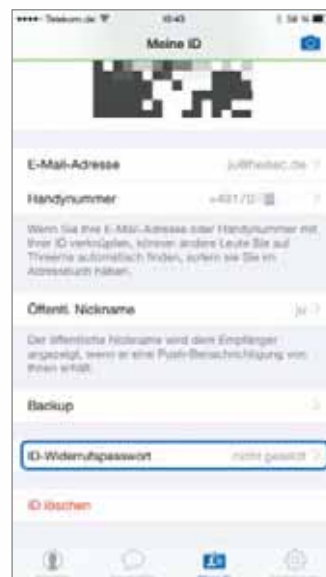 Telekom.de
Meine ID
E-Mail-Adresse
Handynummer
Wenn Sie Ihre E-Mail-Adresse oder Handynummer mit
Ihrer ID verknüpfen, können andere Leute Sie auf
Threema automatisch finden, sofern sie Sie im
Adressbuch haben.
Öffentl. Nickname ju
Der öffentliche Nickname wird dem Empfänger
angezeigt, wenn er eine Push-Benachrichtigung von
Ihnen erhält.
Backup
ID-Widerrufspasswort nicht gesetzt
ID löschen